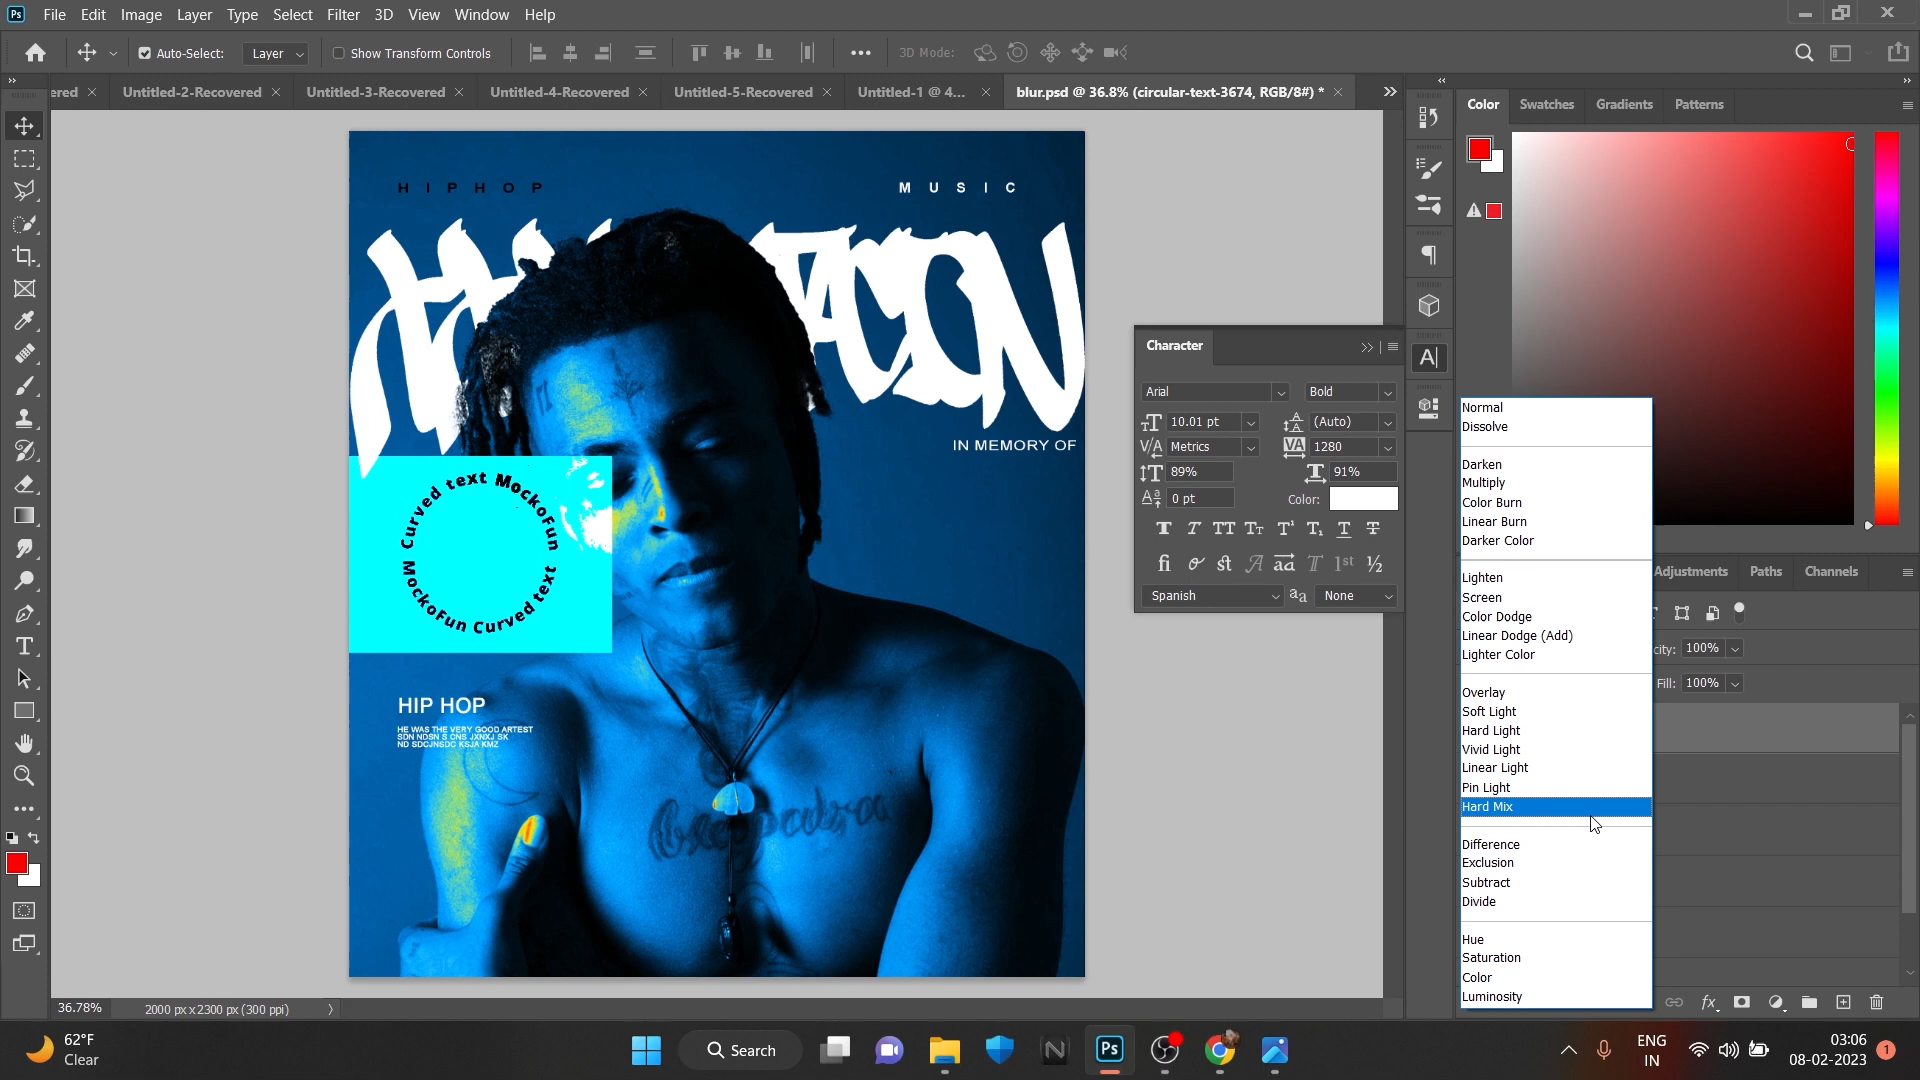 Ps File Edit Image Layer Type Select Filter 3D View Window Help
Auto-Select: Layer Show Transform Controls 3D Mode:
ered Untitled-2-Recovered Untitled-3-Recovered Untitled-4-Recovered Untitled-5-Recovered Untitled-1 @ 4... blur.psd @ 36.8% (circular-text-3674, RGB/8#) *
Color Swatches Gradients Patterns
HIPHOP MUSIC
IN MEMORY OF
Curved text MockoFun
MockoFun Curved text
HIP HOP
HE WAS THE VERY GOOD ARTEST
SDN NDSN S CNS JXNXJ SK
ND SDCJNSDC KSJA KMZ
Character
Arial Bold
10.01 pt (Auto)
Metrics 1280
89% 91%
0 pt Color:
Spanish None
Normal
Dissolve
Darken
Multiply
Color Burn
Linear Burn
Darker Color
Lighten
Screen
Color Dodge
Linear Dodge (Add)
Lighter Color
Overlay
Soft Light
Hard Light
Vivid Light
Linear Light
Pin Light
Hard Mix
Difference
Exclusion
Subtract
Divide
Hue
Saturation
Color
Luminosity
Adjustments Paths Channels
city: 100%
Fill: 100%
36.78% 2000 px x 2300 px (300 ppi)
62°F
Clear
Search
Ps
ENG
IN
03:06
08-02-2023
1